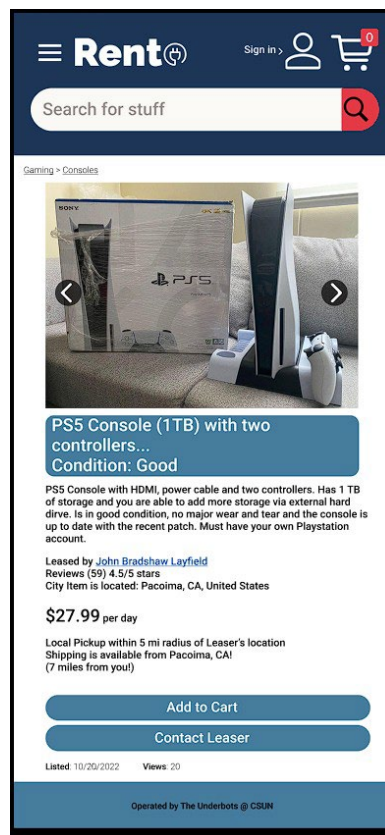 Rent
Sign in >
0
Search for stuff
Gaming > Consoles
SONY
PS5
PS5 Console (1TB) with two
controllers...
Condition: Good
PS5 Console with HDMI, power cable and two controllers. Has 1 TB
of storage and you are able to add more storage via external hard
dirve. Is in good condition, no major wear and tear and the console is
up to date with the recent patch. Must have your own Playstation
account.
Leased by John Bradshaw Layfield
Reviews (59) 4.5/5 stars
City Item is located: Pacoima, CA, United States
$27.99 per day
Local Pickup within 5 mi radius of Leaser's location
Shipping is available from Pacoima, CA!
(7 miles from you!)
Add to Cart
Contact Leaser
Listed: 10/20/2022 Views: 20
Operated by The Underbots @ CSUN